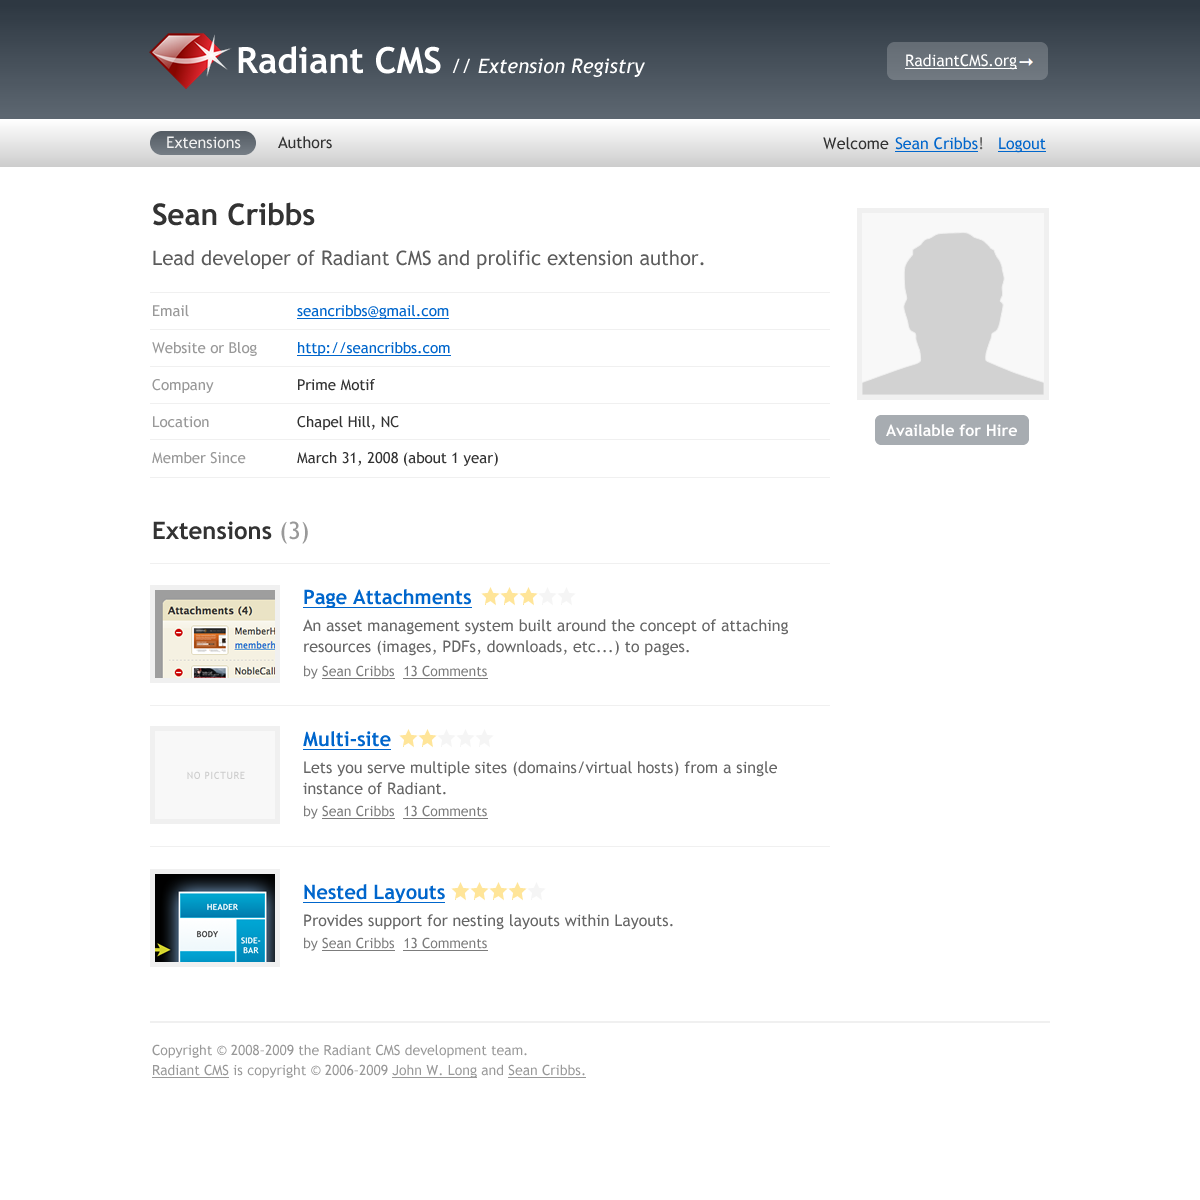 Radiant CMS // Extension Registry
RadiantCMS.org→
Extensions Authors
Welcome Sean Cribbs! Logout
Sean Cribbs
Lead developer of Radiant CMS and prolific extension author.
Email seancribbs@gmail.com
Website or Blog http://seancribbs.com
Company Prime Motif
Location Chapel Hill, NC
Member Since March 31, 2008 (about 1 year)
Available for Hire
Extensions (3)
Attachments (4)
MemberH
memberh
NobleCall
Page Attachments
An asset management system built around the concept of attaching
resources (images, PDFs, downloads, etc...) to pages.
by Sean Cribbs 13 Comments
NO PICTURE
Multi-site
Lets you serve multiple sites (domains/virtual hosts) from a single
instance of Radiant.
by Sean Cribbs 13 Comments
HEADER
BODY
SIDE-
BAR
Nested Layouts
Provides support for nesting layouts within Layouts.
by Sean Cribbs 13 Comments
Copyright © 2008-2009 the Radiant CMS development team.
Radiant CMS is copyright © 2006-2009 John W. Long and Sean Cribbs.